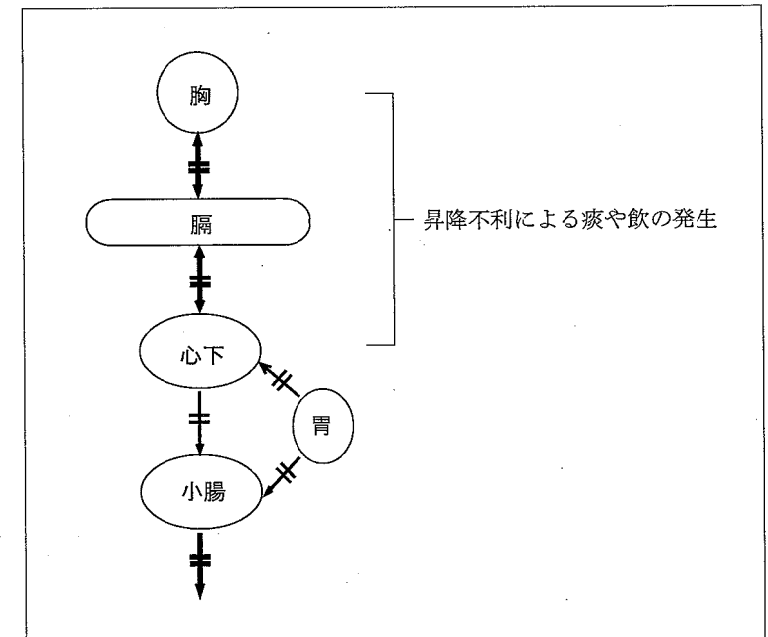 胸
膈
昇降不利による痰や飲の発生
心下
胃
小腸